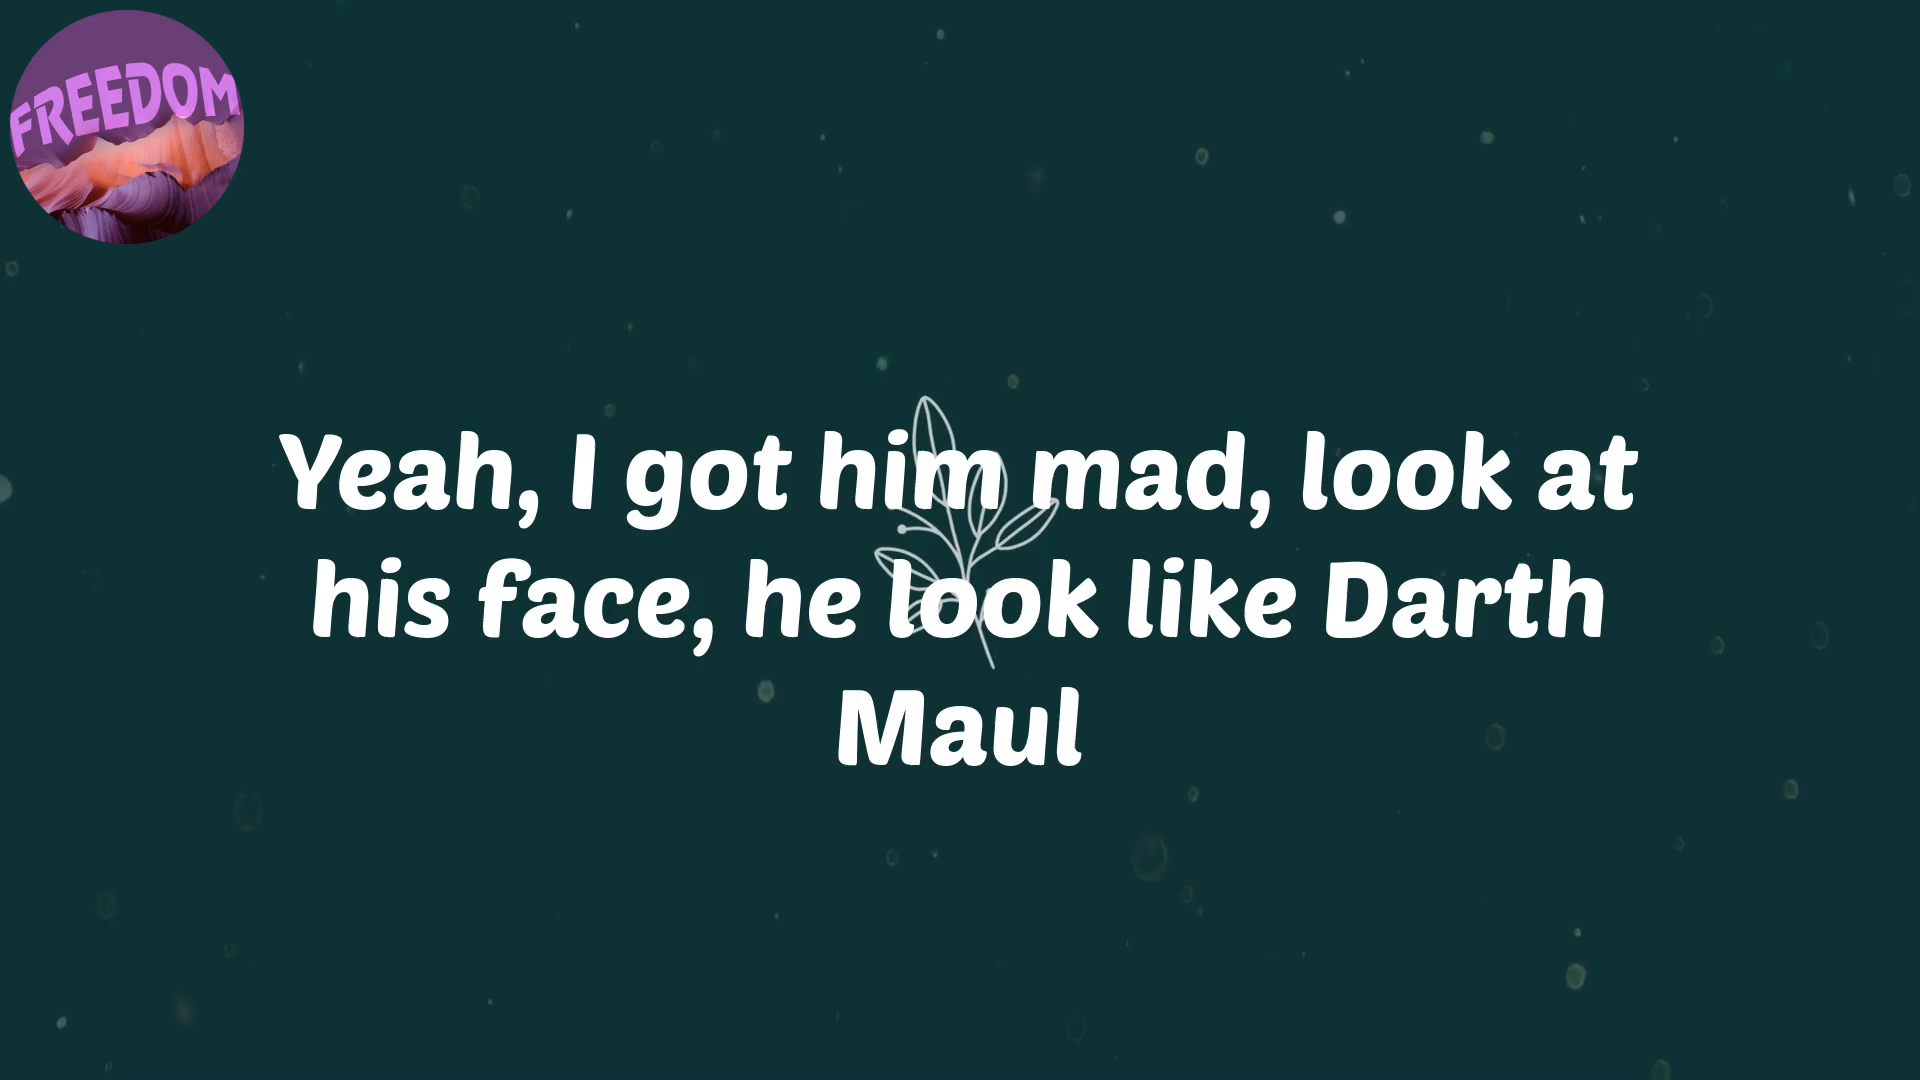 FREEDOM
Yeah, I got him mad, look at
his face, he look like Darth
Maul